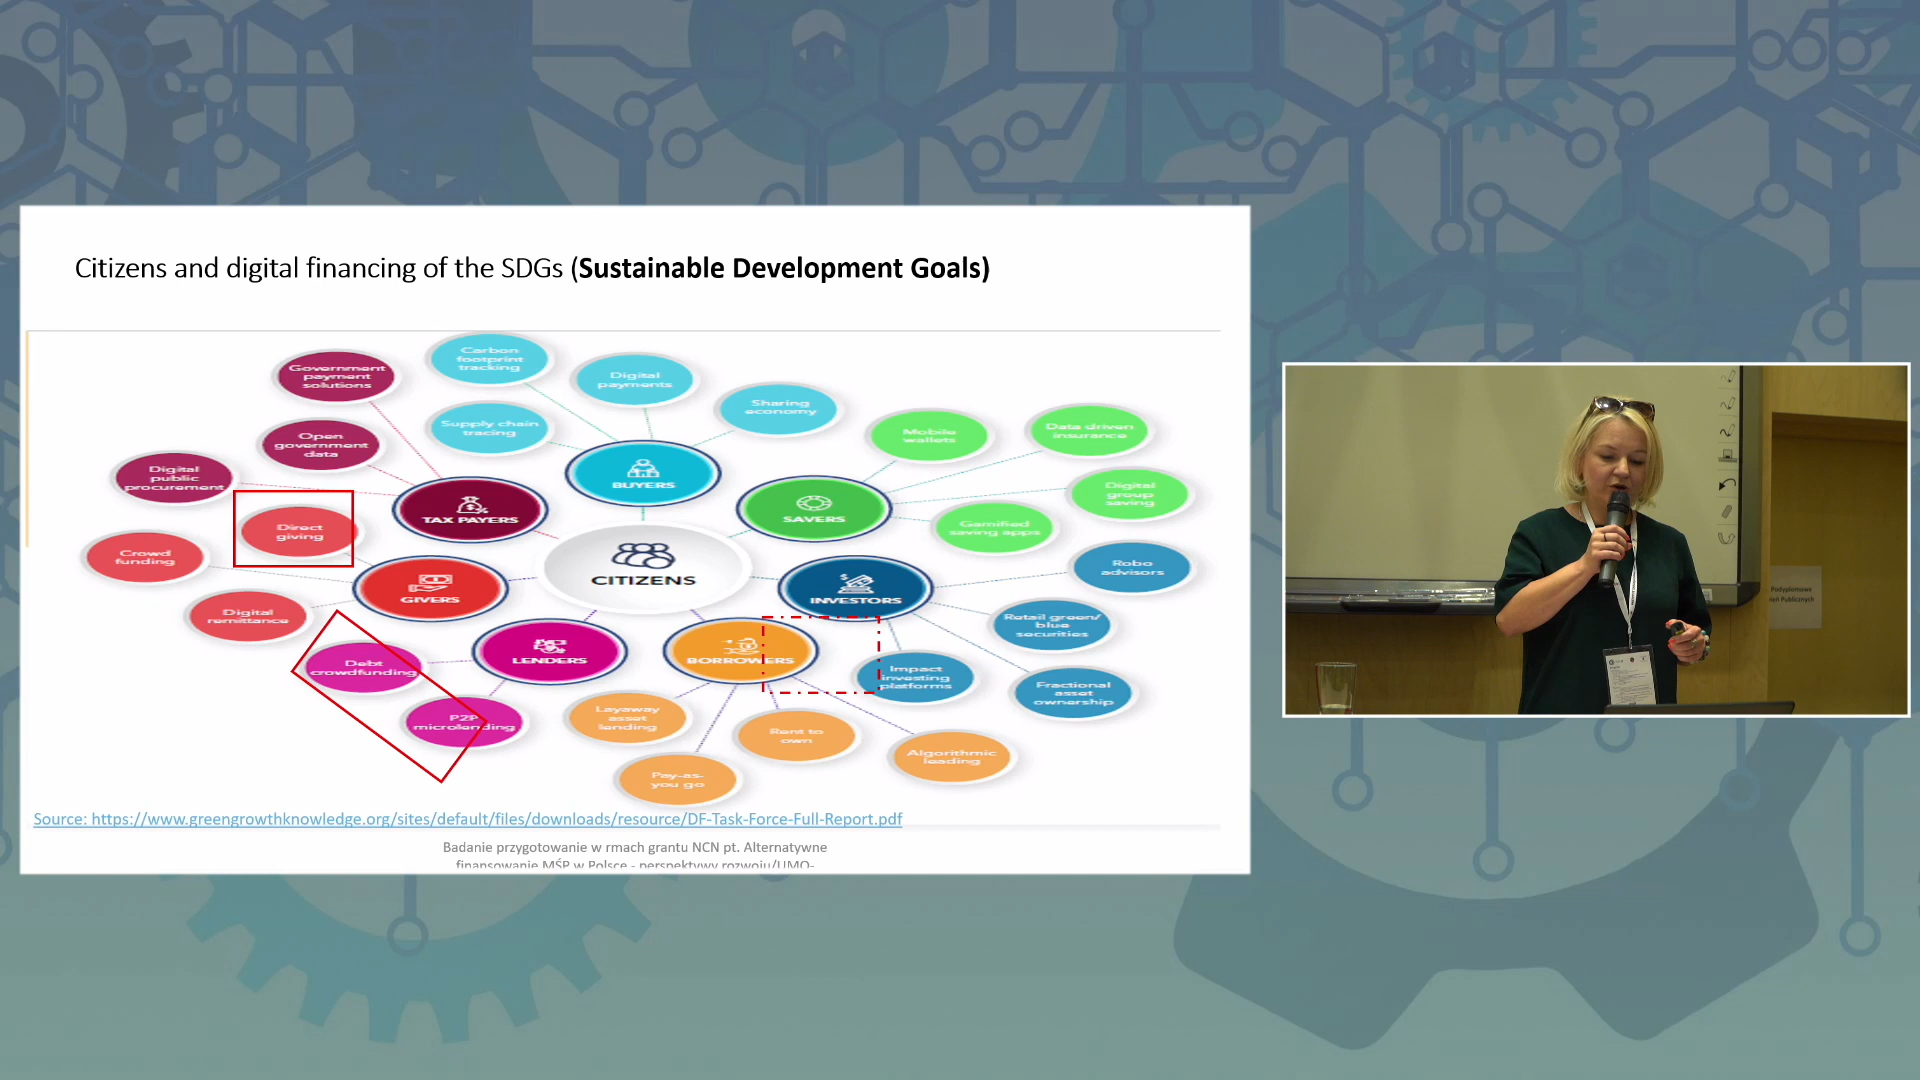 Citizens and digital financing of the SDGs (Sustainable Development Goals)
Carbon
footprint
tracking
Government
payment
solutions
Digital
payments
Sharing
economy
Supply chain
tracing
Open
government
data
Mobile
wallets
Data driven
insurance
Digital
public
procurement
BUYERS
TAX PAYERS
SAVERS
Digital
group
saving
Gamified
saving apps
Direct
giving
Crowd
funding
CITIZENS
Robo
advisors
GIVERS
INVESTORS
Digital
remittance
Retail green/
blue
securities
LENDERS
BORROWERS
Debt
crowdfunding
Impact
investing
platforms
Fractional
asset
ownership
P2P
microlending
Layaway
asset
lending
Rent to
own
Algorithmic
leading
Pay-as-
you go
Source: https://www.greengrowthknowledge.org/sites/default/files/downloads/resource/DF-Task-Force-Full-Report.pdf
Badanie przygotowanie w rmach grantu NCN pt. Alternatywne
finansowanie MŚP w Polsce - perspektywy rozwoju/UMO-
Podyplomowe
Publicznych